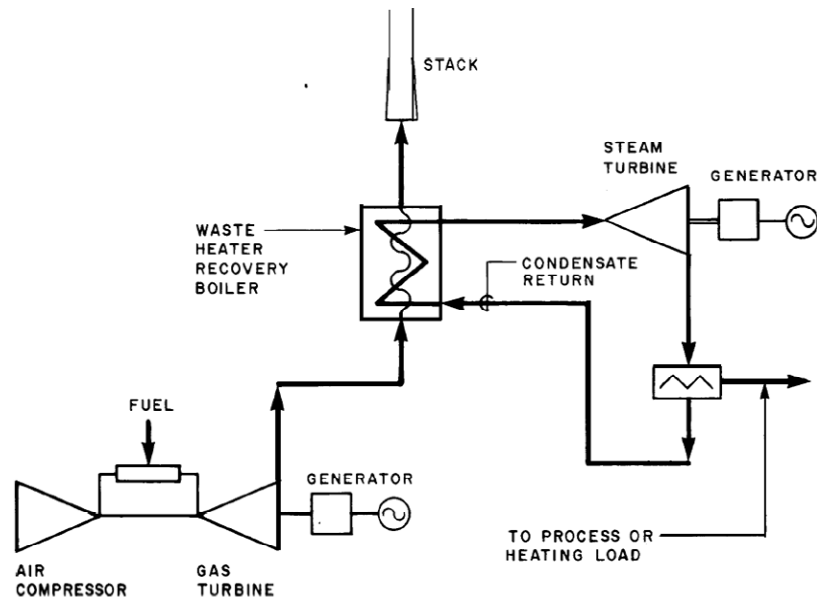 STACK
STEAM
TURBINE
GENERATOR
WASTE
HEATER
RECOVERY
BOILER
CONDENSATE
RETURN
FUEL
GENERATOR
TO PROCESS OR
HEATING LOAD
AIR
COMPRESSOR
GAS
TURBINE